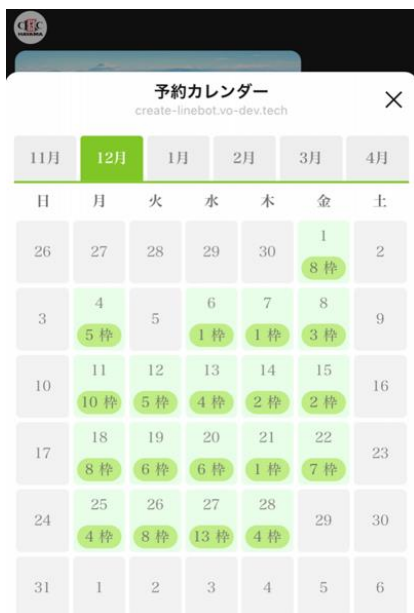 予約カレンダー
create-linebot.vo-dev.tech
11月 12月 1月 2月 3月 4月
日 月 火 水 木 金 土
26 27 28 29 30 1 2
8 枠
3 4 5 6 7 8 9
5 枠 1 枠 1 枠 3 枠
10 11 12 13 14 15 16
10 枠 5 枠 4 枠 2 枠 2 枠
17 18 19 20 21 22 23
8 枠 6 枠 6 枠 1 枠 7 枠
24 25 26 27 28 29 30
4 枠 8 枠 13 枠 4 枠
31 1 2 3 4 5 6